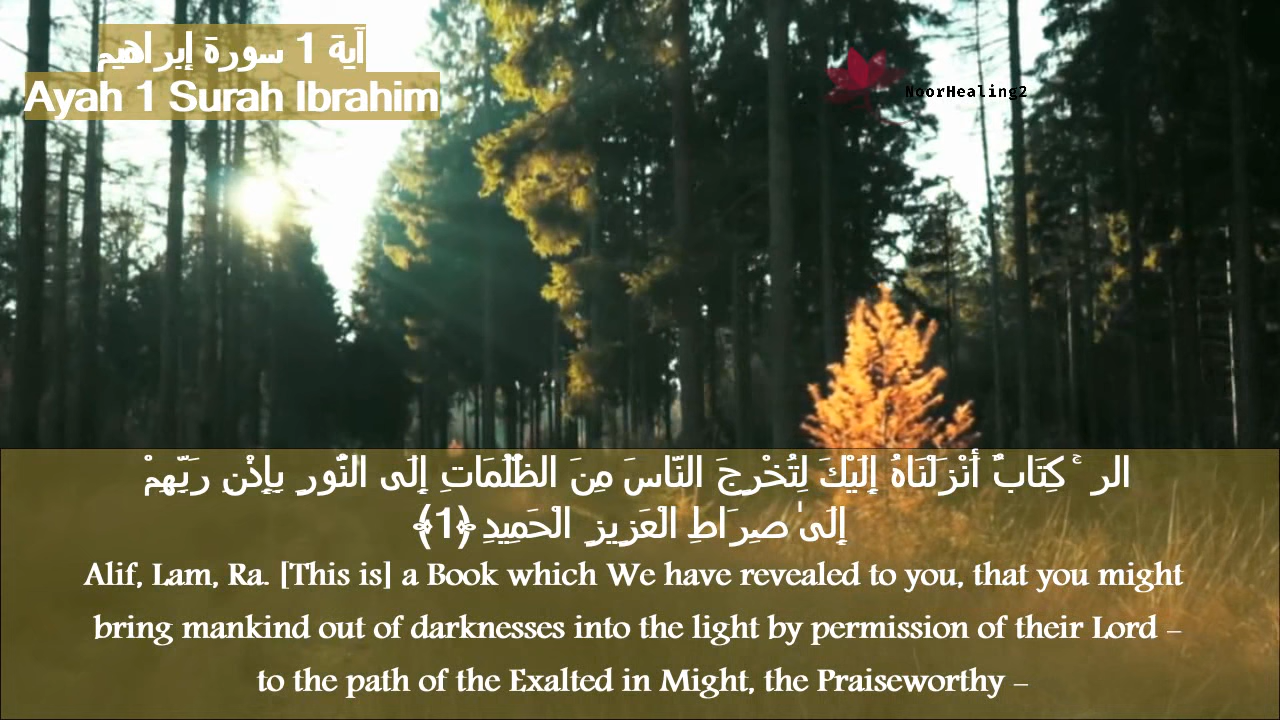 آية 1 سورة إبراهيم
Ayah 1 Surah Ibrahim
NoorHealing2
الر ۚ كِتَابٌ أَنْزَلْنَاهُ إِلَيْكَ لِتُخْرِجَ النَّاسَ مِنَ الظُّلُمَاتِ إِلَى النُّورِ بِإِذْنِ رَبِّهِمْ
إِلَىٰ صِرَاطِ الْعَزِيزِ الْحَمِيدِ ﴿1﴾
Alif, Lam, Ra. [This is] a Book which We have revealed to you, that you might
bring mankind out of darknesses into the light by permission of their Lord –
to the path of the Exalted in Might, the Praiseworthy –